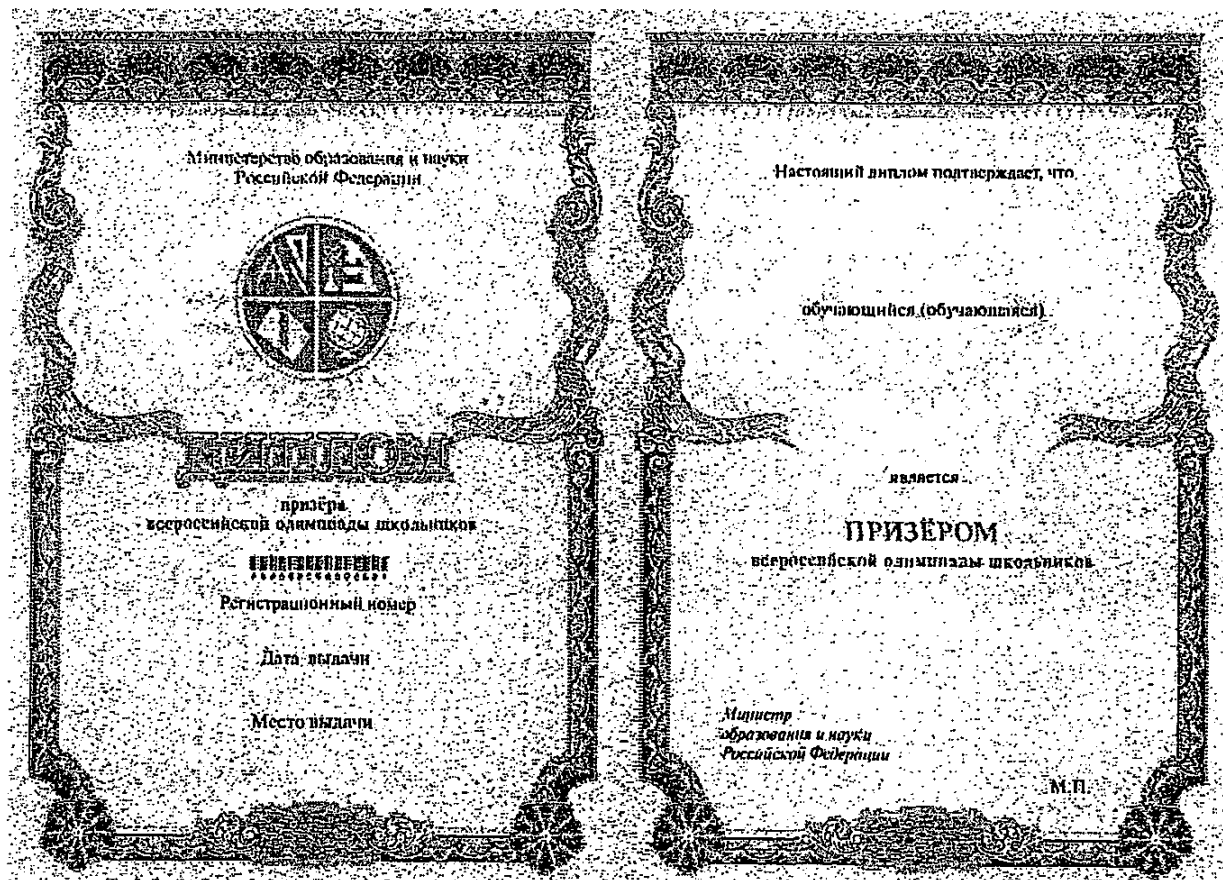 Министерство образования и науки
Российской Федерации
ДИПЛОМ
призёра
всероссийской олимпиады школьников
Регистрационный номер
Дата выдачи
Место выдачи
Настоящий диплом подтверждает, что
обучающийся (обучающаяся)
является
ПРИЗЁРОМ
всероссийской олимпиады школьников
Министр
образования и науки
Российской Федерации
М.П.